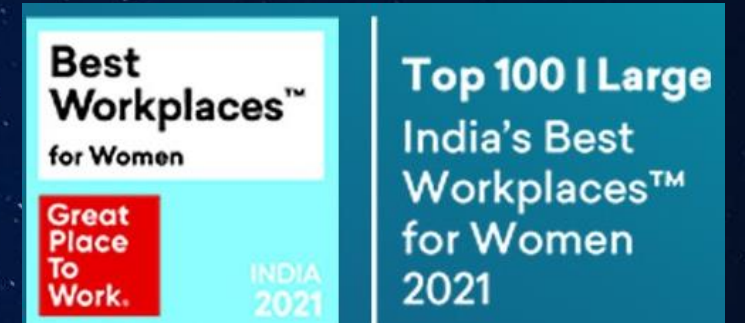 Best
Workplaces™
for Women
Great
Place
To
Work.
INDIA
2021
Top 100 | Large
India's Best
Workplaces™
for Women
2021